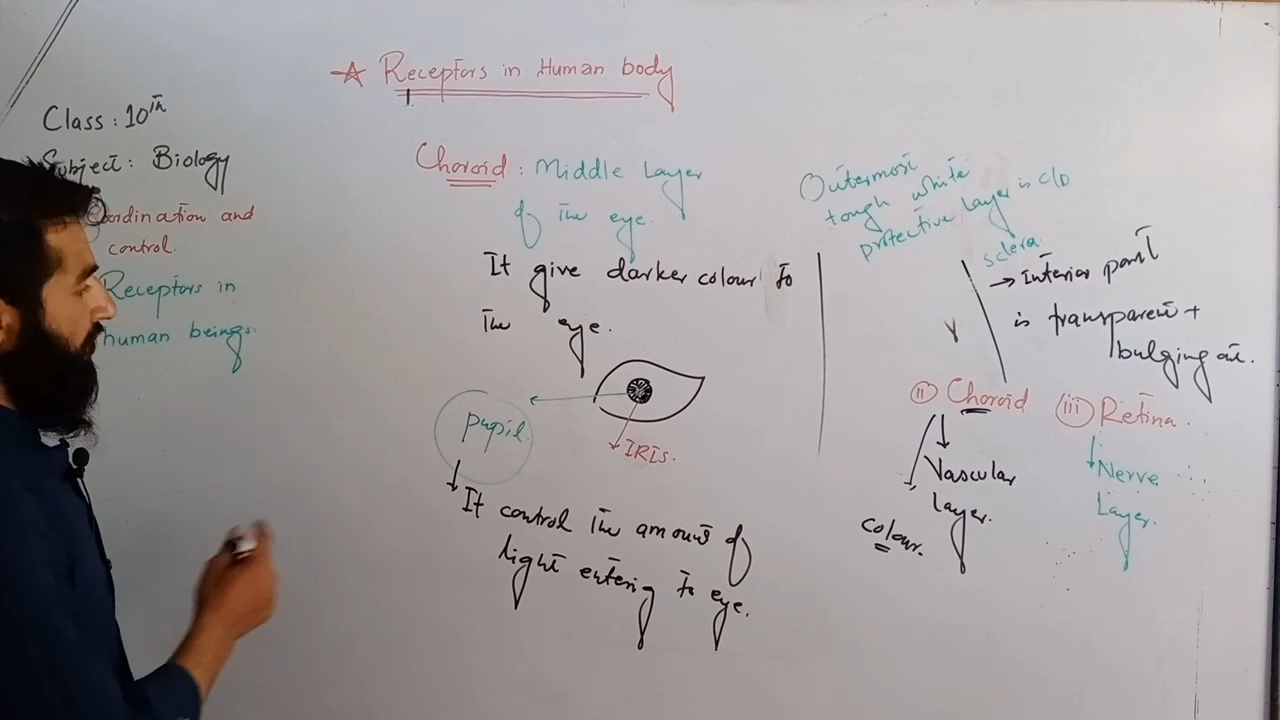 ☆ Receptors in Human body
Class: 10th
Subject: Biology
Coordination and
control.
Receptors in
human beings.
Choroid: Middle Layer
of the eye.
It give darker colour to
the eye.
pupil.
IRIS.
It control the amount of
light entering to eye.
Outermost
tough white
protective Layer is c/d
sclera.
→ Interior part
is transparent +
bulging out.
(ii) Choroid
Vascular
layer.
colour.
(iii) Retina.
Nerve
Layer.